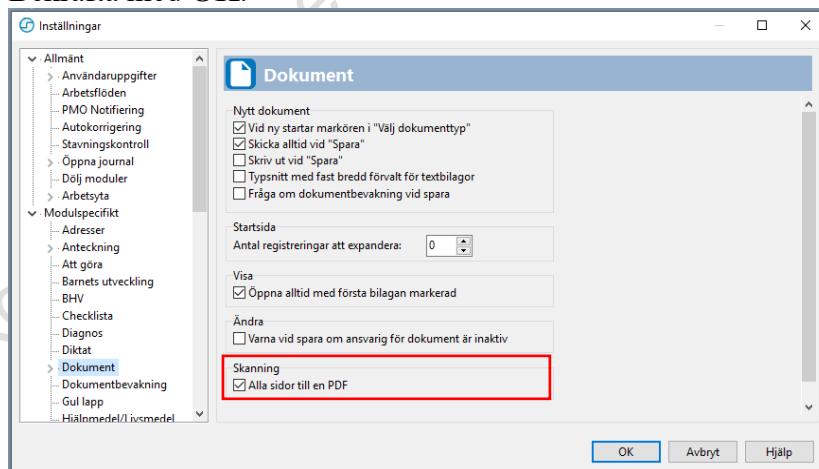 Inställningar
Allmänt
Användaruppgifter
Arbetsflöden
PMO Notifiering
Autokorrigering
Stavningskontroll
Öppna journal
Dölj moduler
Arbetsyta
Modulspecifikt
Adresser
Anteckning
Att göra
Barnets utveckling
BHV
Checklista
Diagnos
Diktat
Dokument
Dokumentbevakning
Gul lapp
Hjälpmedel/Livsmedel
Dokument
Nytt dokument
Vid ny startar markören i "Välj dokumenttyp"
Skicka alltid vid "Spara"
Skriv ut vid "Spara"
Typsnitt med fast bredd förvalt för textbilagor
Fråga om dokumentbevakning vid spara
Startsida
Antal registreringar att expandera: 0
Visa
Öppna alltid med första bilagan markerad
Ändra
Varna vid spara om ansvarig för dokument är inaktiv
Skanning
Alla sidor till en PDF
OK Avbryt Hjälp